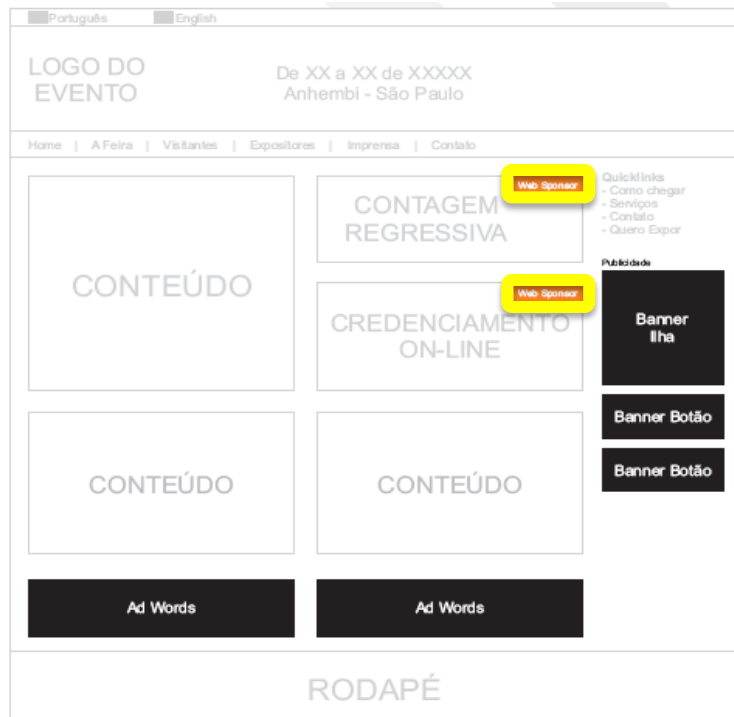 Português English
LOGO DO
EVENTO
De XX a XX de XXXXX
Anhembi - São Paulo
Home | A Feira | Visitantes | Expositores | Imprensa | Contato
CONTEÚDO
Web Sponsor
CONTAGEM
REGRESSIVA
Web Sponsor
CREDENCIAMENTO
ON-LINE
Quicklinks
- Como chegar
- Serviços
- Contato
- Quero Expor
Publicidade
Banner
Ilha
Banner Botão
Banner Botão
CONTEÚDO
CONTEÚDO
Ad Words
Ad Words
RODAPÉ